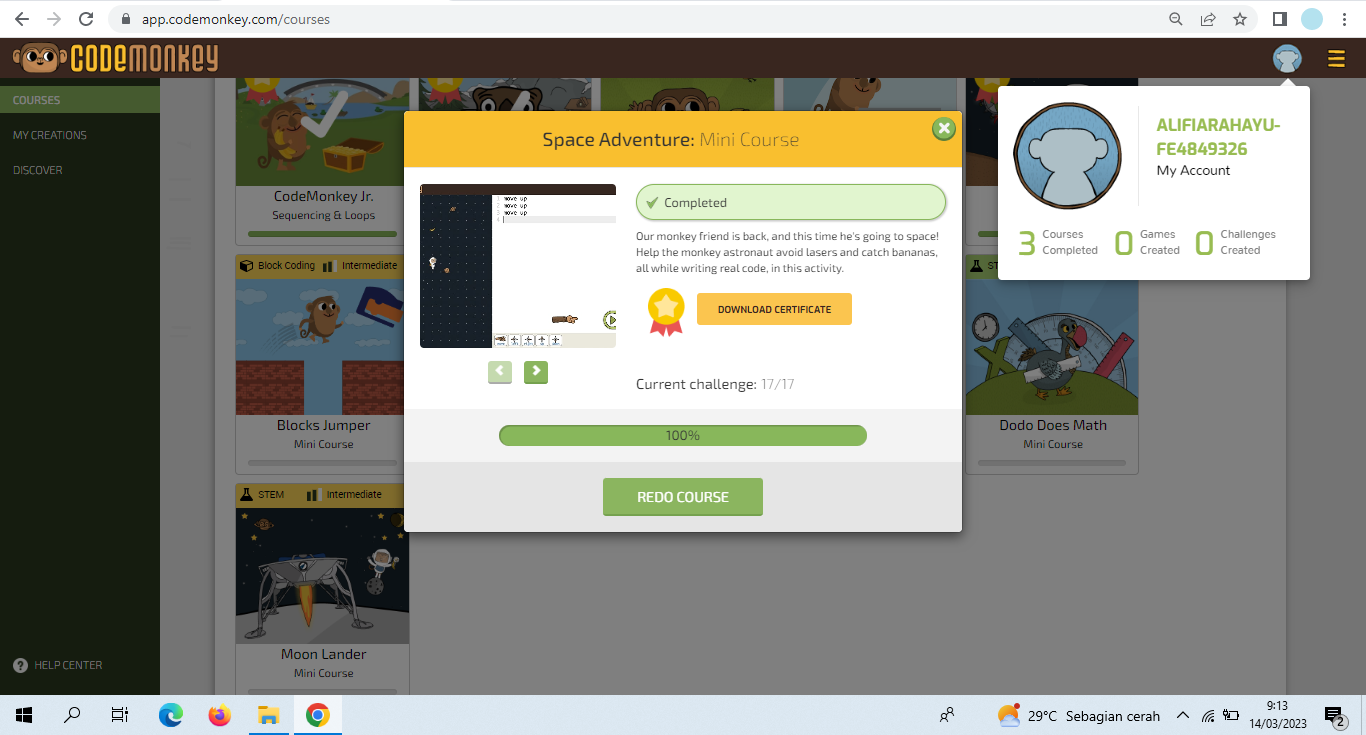 app.codemonkey.com/courses
CODEMONKEY
COURSES
MY CREATIONS
DISCOVER
HELP CENTER
CodeMonkey Jr.
Sequencing & Loops
Block Coding Intermediate
Blocks Jumper
Mini Course
STEM Intermediate
Moon Lander
Mini Course
Space Adventure: Mini Course
1 move up
2 move up
3 move up
4
Completed
Our monkey friend is back, and this time he's going to space!
Help the monkey astronaut avoid lasers and catch bananas,
all while writing real code, in this activity.
DOWNLOAD CERTIFICATE
Current challenge: 17/17
100%
REDO COURSE
ALIFIARAHAYU-
FE4849326
My Account
3 Courses
Completed
0 Games
Created
0 Challenges
Created
Dodo Does Math
Mini Course
29°C Sebagian cerah
9:13
14/03/2023
2